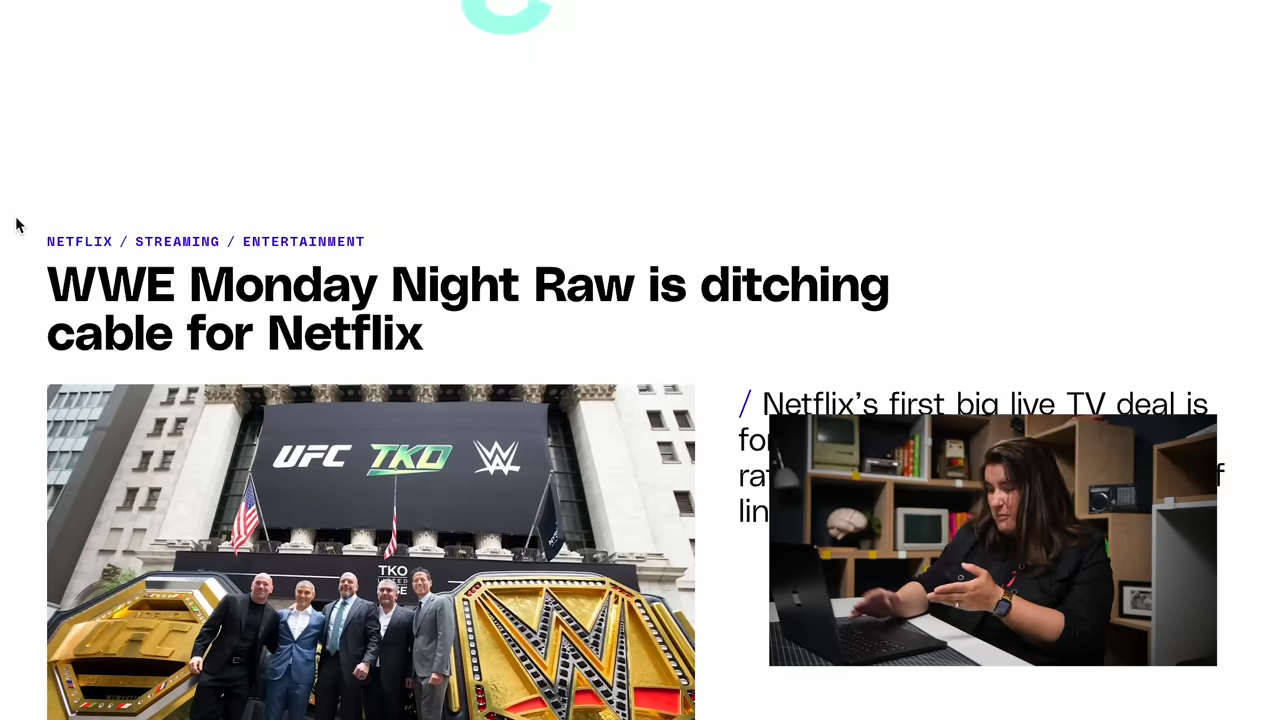 NETFLIX / STREAMING / ENTERTAINMENT
WWE Monday Night Raw is ditching
cable for Netflix
/ Netflix's first big live TV deal is
UFC TKO W
TKO
UFC